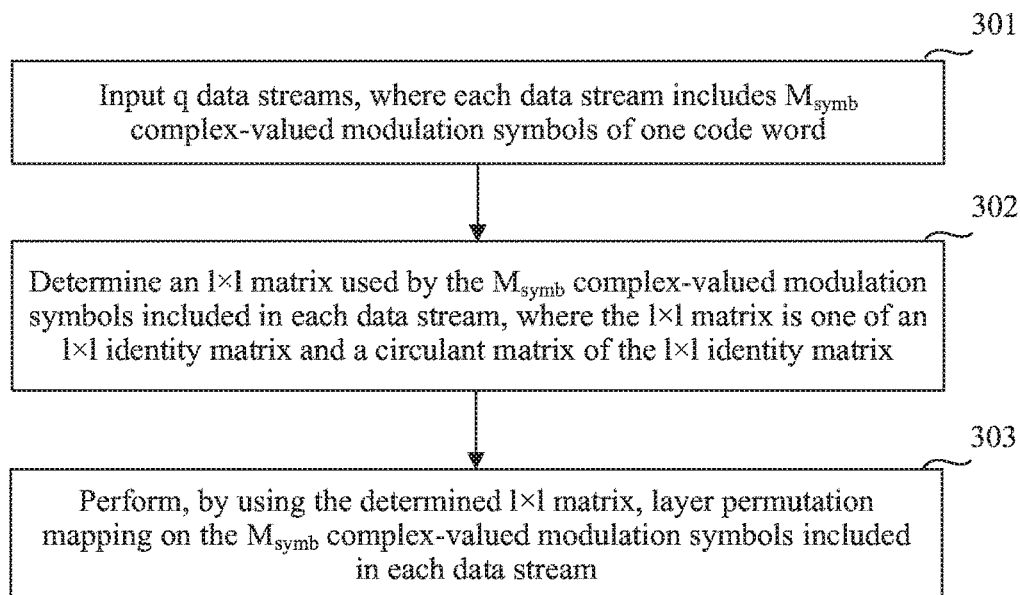 301
Input q data streams, where each data stream includes M_symb
complex-valued modulation symbols of one code word
302
Determine an l×l matrix used by the M_symb complex-valued modulation
symbols included in each data stream, where the l×l matrix is one of an
l×l identity matrix and a circulant matrix of the l×l identity matrix
303
Perform, by using the determined l×l matrix, layer permutation
mapping on the M_symb complex-valued modulation symbols included
in each data stream